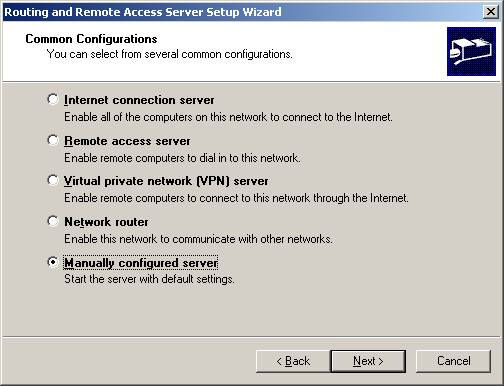 Routing and Remote Access Server Setup Wizard
Common Configurations
You can select from several common configurations.
Internet connection server
Enable all of the computers on this network to connect to the Internet.
Remote access server
Enable remote computers to dial in to this network.
Virtual private network (VPN) server
Enable remote computers to connect to this network through the Internet.
Network router
Enable this network to communicate with other networks.
Manually configured server
Start the server with default settings.
< Back Next > Cancel